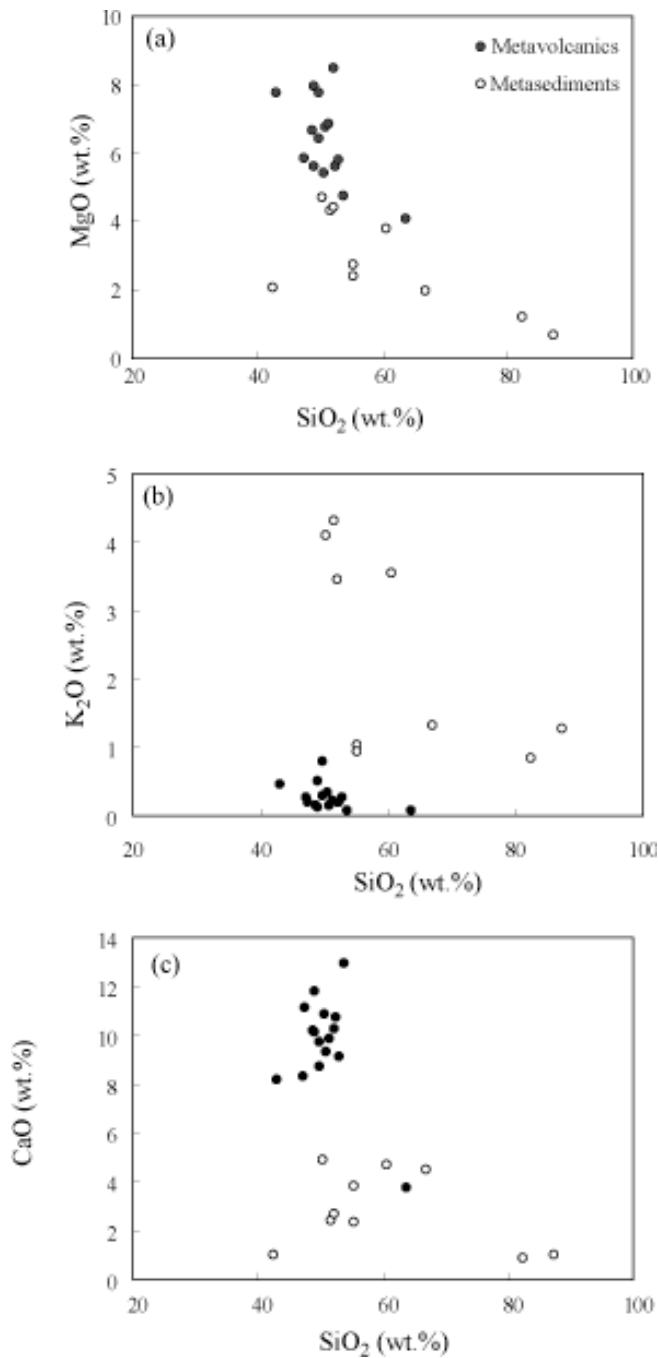 (a)
Metavolcanics
Metasediments
10
8
6
4
2
0
MgO (wt.%)
20 40 60 80 100
SiO₂ (wt.%)
(b)
5
4
3
2
1
0
K₂O (wt.%)
20 40 60 80 100
SiO₂ (wt.%)
(c)
14
12
10
8
6
4
2
0
CaO (wt.%)
20 40 60 80 100
SiO₂ (wt.%)